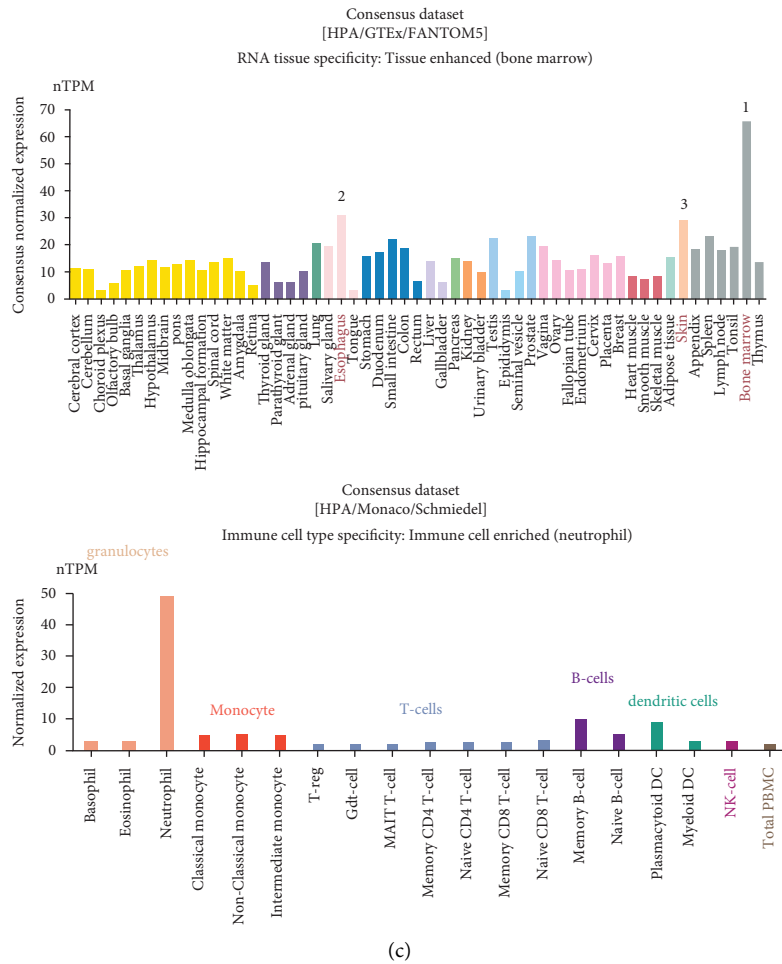 Consensus dataset
[HPA/GTEx/FANTOM5]
RNA tissue specificity: Tissue enhanced (bone marrow)
nTPM
Consensus normalized expression
70
60
50
40
30
20
10
0
1
2
3
Cerebral cortex
Cerebellum
Choroid plexus
Olfactory bulb
Basal ganglia
Thalamus
Hypothalamus
Midbrain
pons
Medulla oblongata
Hippocampal formation
Spinal cord
White matter
Amygdala
Retina
Thyroid gland
Parathyroid glant
Adrenal gland
pituitary gland
Lung
Salivary gland
Esophagus
Tongue
Stomach
Duodenum
Small intestine
Colon
Rectum
Liver
Gallbladder
Pancreas
Kidney
Urinary bladder
Testis
Epididymis
Seminal vesicle
Prostate
Vagina
Ovary
Fallopian tube
Endometrium
Cervix
Placenta
Breast
Heart muscle
Smooth muscle
Skeletal muscle
Adipose tissue
Skin
Appendix
Spleen
Lymph node
Tonsil
Bone marrow
Thymus
Consensus dataset
[HPA/Monaco/Schmiedel]
Immune cell type specificity: Immune cell enriched (neutrophil)
granulocytes
nTPM
Normalized expression
50
40
30
20
10
0
Monocyte
T-cells
B-cells
dendritic cells
Basophil
Eosinophil
Neutrophil
Classical monocyte
Non-Classical monocyte
Intermediate monocyte
T-reg
Gdt-cell
MAIT T-cell
Memory CD4 T-cell
Naive CD4 T-cell
Memory CD8 T-cell
Naive CD8 T-cell
Memory B-cell
Naive B-cell
Plasmacytoid DC
Myeloid DC
NK-cell
Total PBMC
(c)